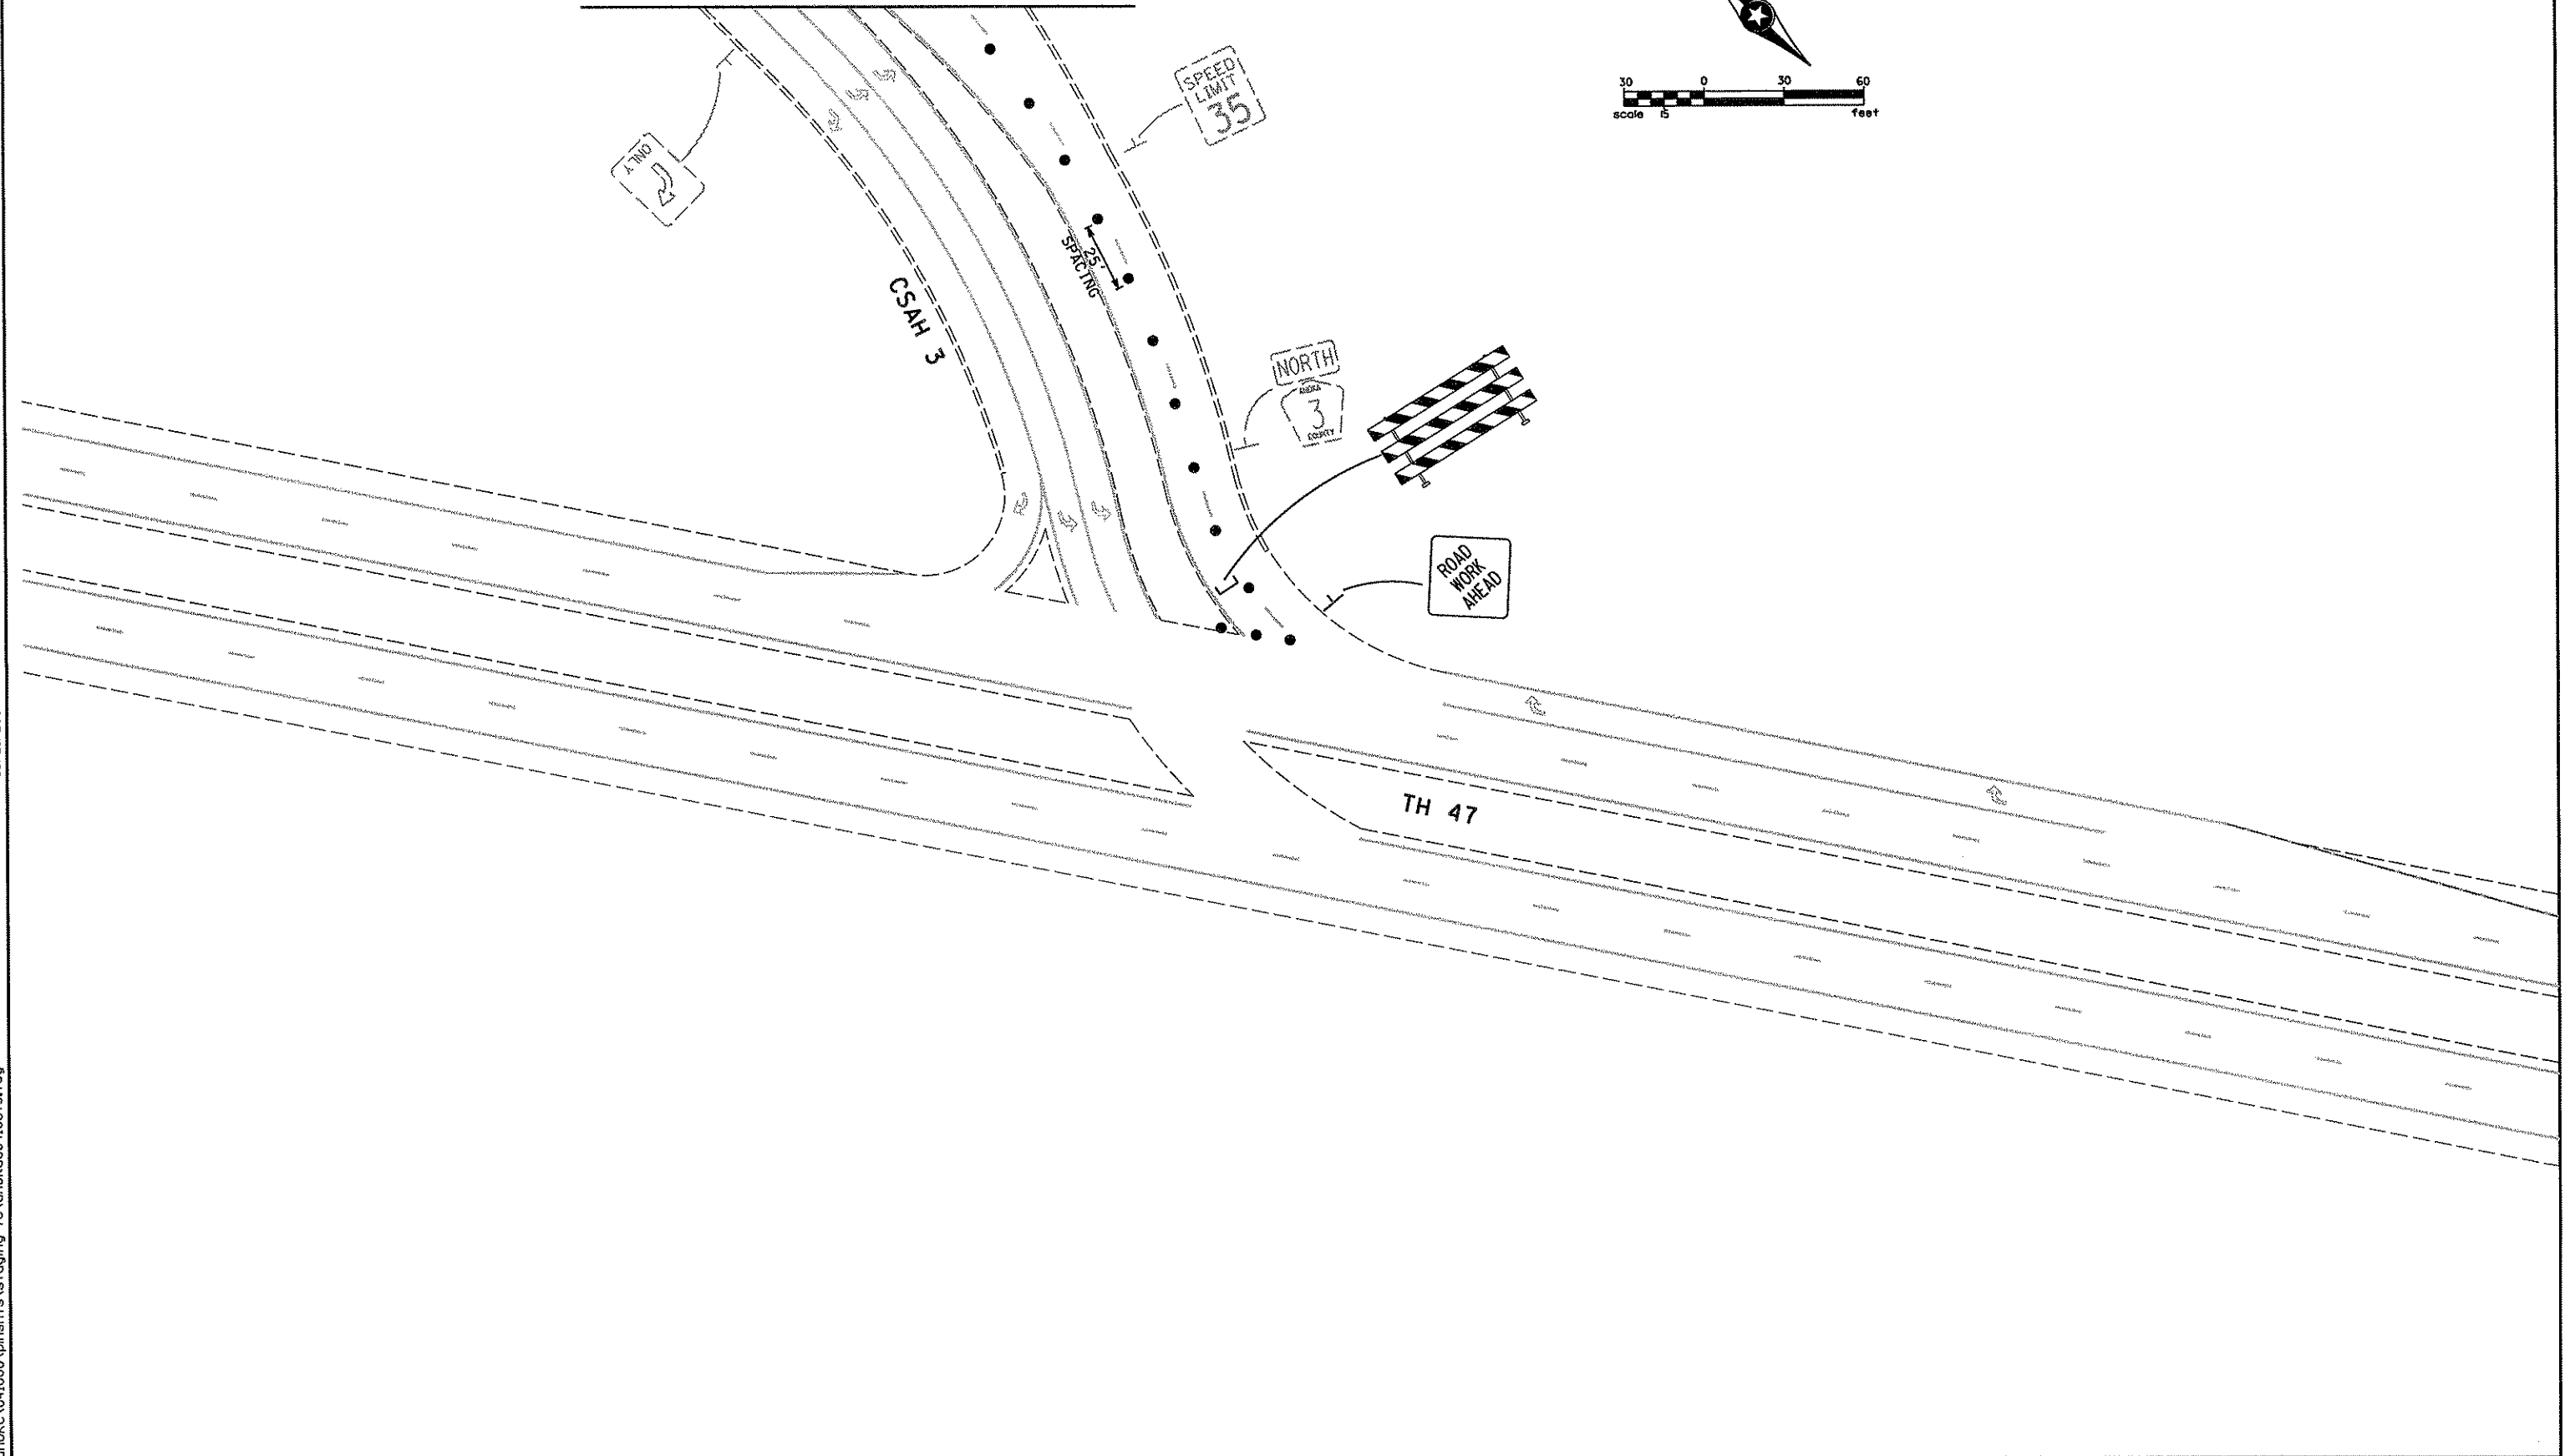 30 0 30 60
scale 15 feet
SPEED
LIMIT
35
ONLY
25'
SPACING
CSAH 3
NORTH
ANOKA
3
COUNTY
ROAD
WORK
AHEAD
TH 47